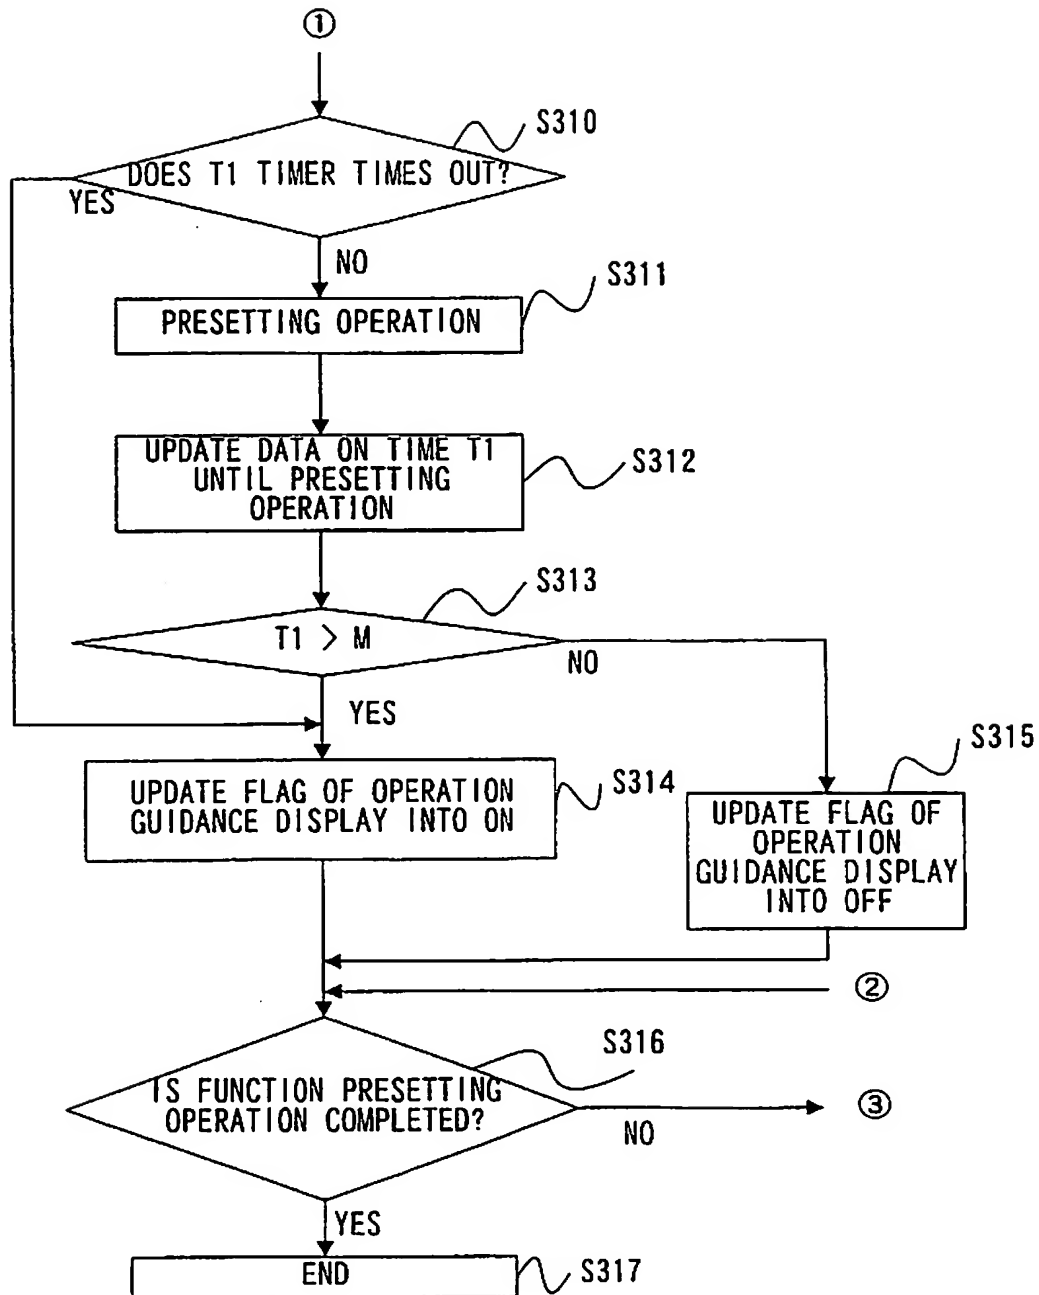 ①
S310
DOES T1 TIMER TIMES OUT?
YES
NO
S311
PRESETTING OPERATION
UPDATE DATA ON TIME T1
UNTIL PRESETTING
OPERATION
S312
S313
T1 > M
NO
YES
S315
S314
UPDATE FLAG OF OPERATION
GUIDANCE DISPLAY INTO ON
UPDATE FLAG OF
OPERATION
GUIDANCE DISPLAY
INTO OFF
②
S316
IS FUNCTION PRESETTING
OPERATION COMPLETED?
③
NO
YES
END
S317